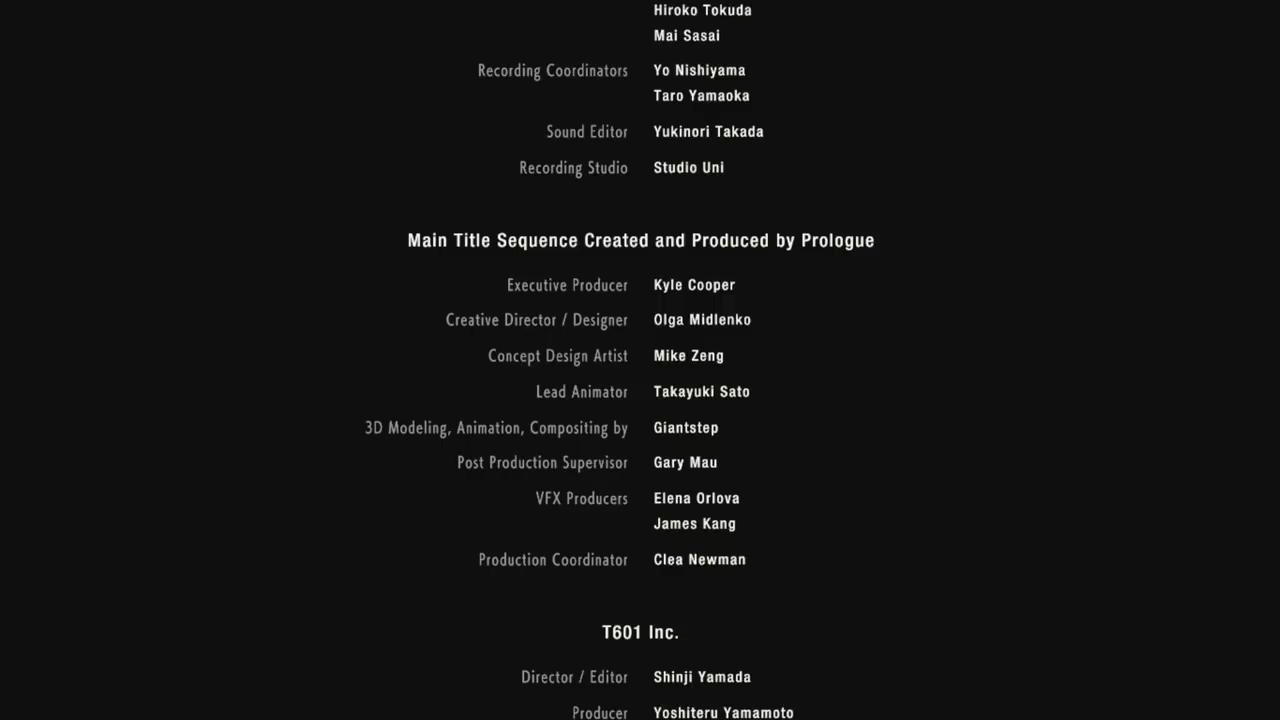 Hiroko Tokuda
Mai Sasai
Recording Coordinators Yo Nishiyama
Taro Yamaoka
Sound Editor Yukinori Takada
Recording Studio Studio Uni
Main Title Sequence Created and Produced by Prologue
Executive Producer Kyle Cooper
Creative Director / Designer Olga Midlenko
Concept Design Artist Mike Zeng
Lead Animator Takayuki Sato
3D Modeling, Animation, Compositing by Giantstep
Post Production Supervisor Gary Mau
VFX Producers Elena Orlova
James Kang
Production Coordinator Clea Newman
T601 Inc.
Director / Editor Shinji Yamada
Producer Yoshiteru Yamamoto